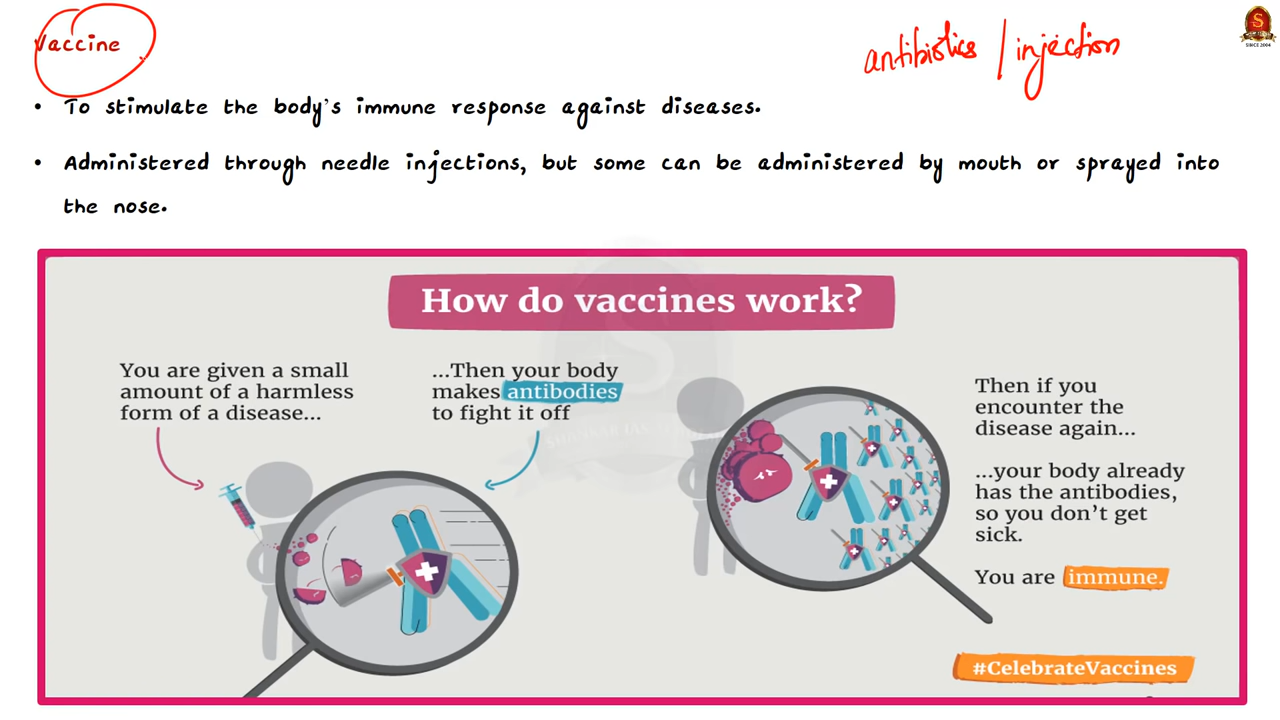 Vaccine
antibiotics / injection
SINCE 2004
• To stimulate the body's immune response against diseases.
• Administered through needle injections, but some can be administered by mouth or sprayed into
the nose.
How do vaccines work?
You are given a small
amount of a harmless
form of a disease...
...Then your body
makes antibodies
to fight it off
Then if you
encounter the
disease again...
...your body already
has the antibodies,
so you don't get
sick.
You are immune.
#CelebrateVaccines